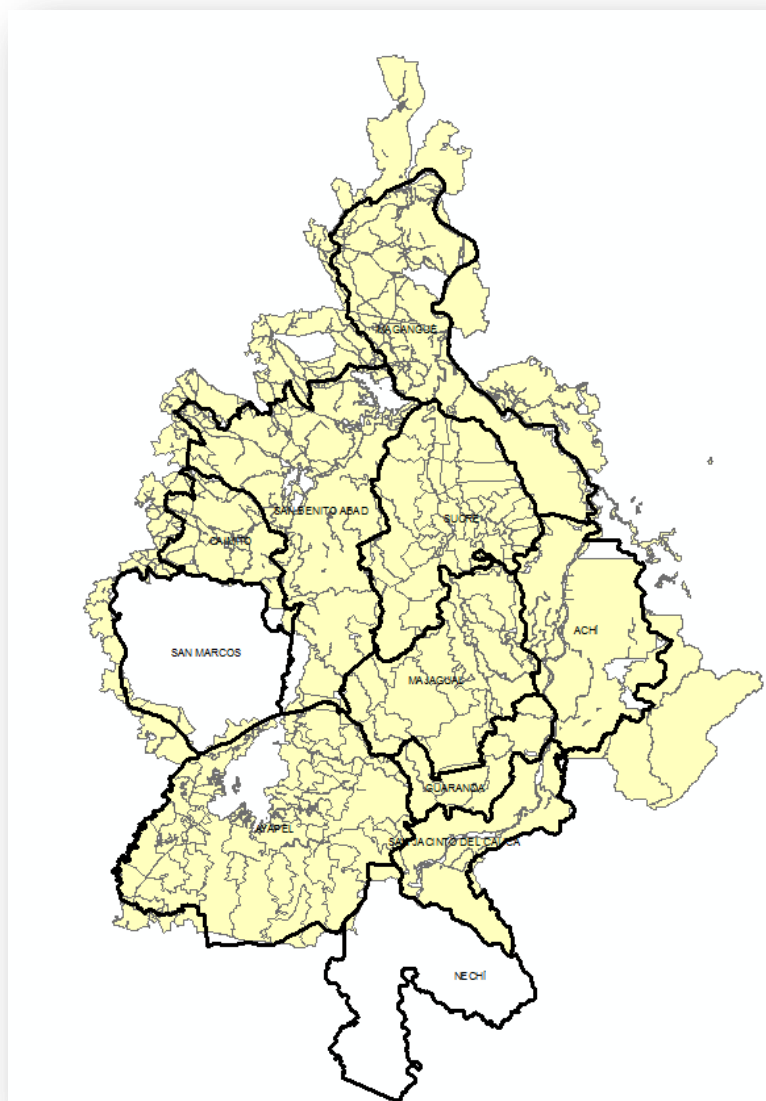 MAGANGUÉ
SAN BENITO ABAD
SUCRE
CAIMITO
ACHÍ
SAN MARCOS
MAJAGUAL
GUARANDA
AYAPEL
SAN JACINTO DEL CAUCA
NECHÍ